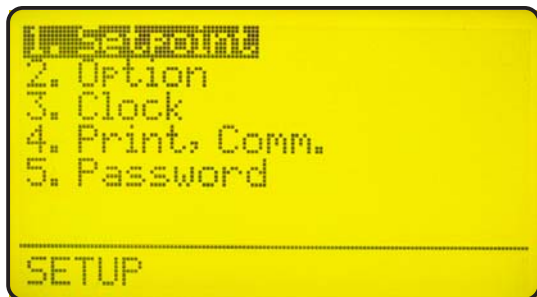 1. Setpoint
2. Option
3. Clock
4. Print, Comm.
5. Password
SETUP